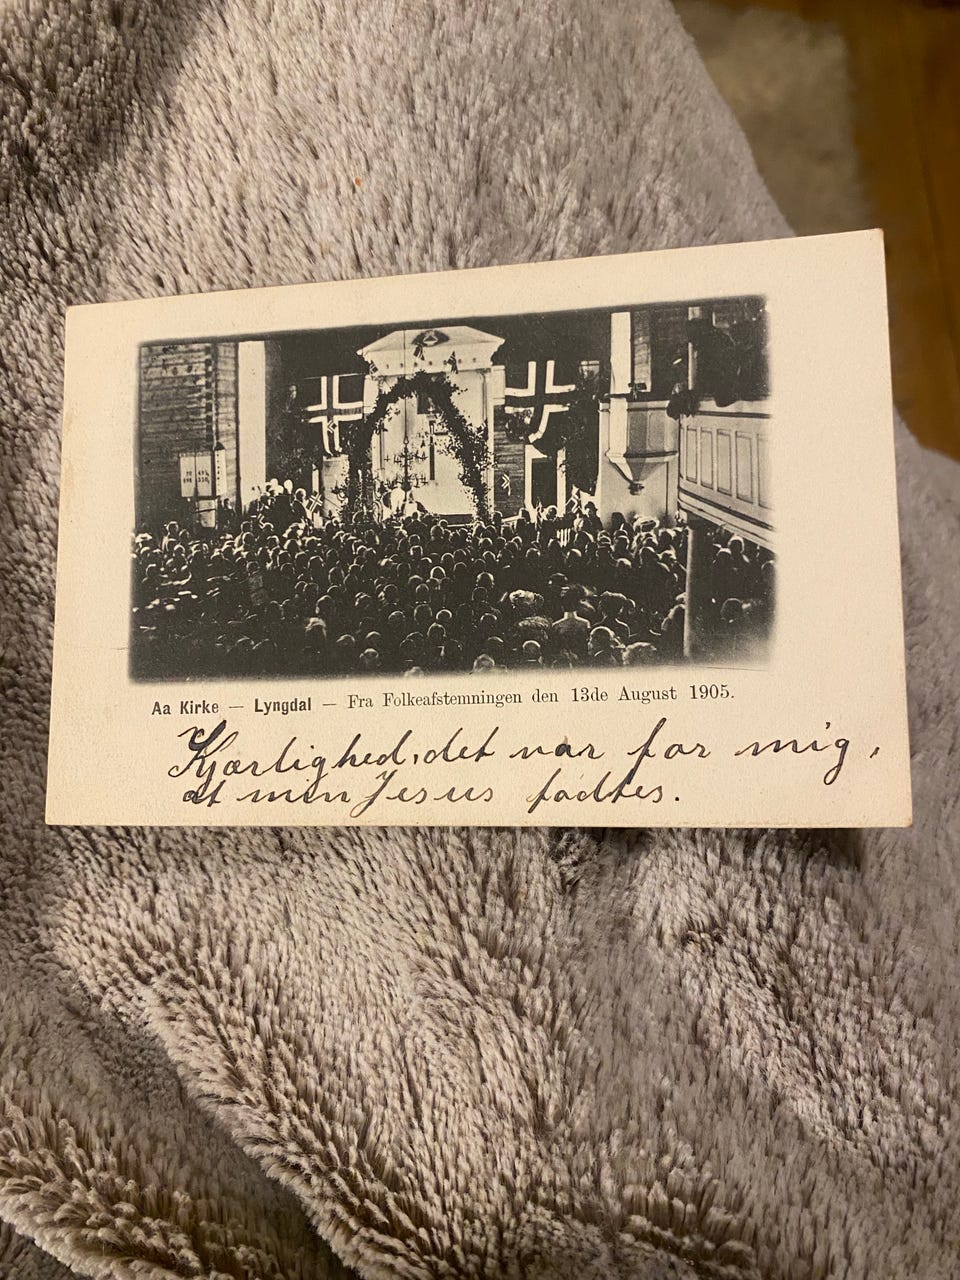 Aa Kirke — Lyngdal — Fra Folkeafstemningen den 13de August 1905.
Kjærlighed, det var for mig,
at min Jesus fødtes.